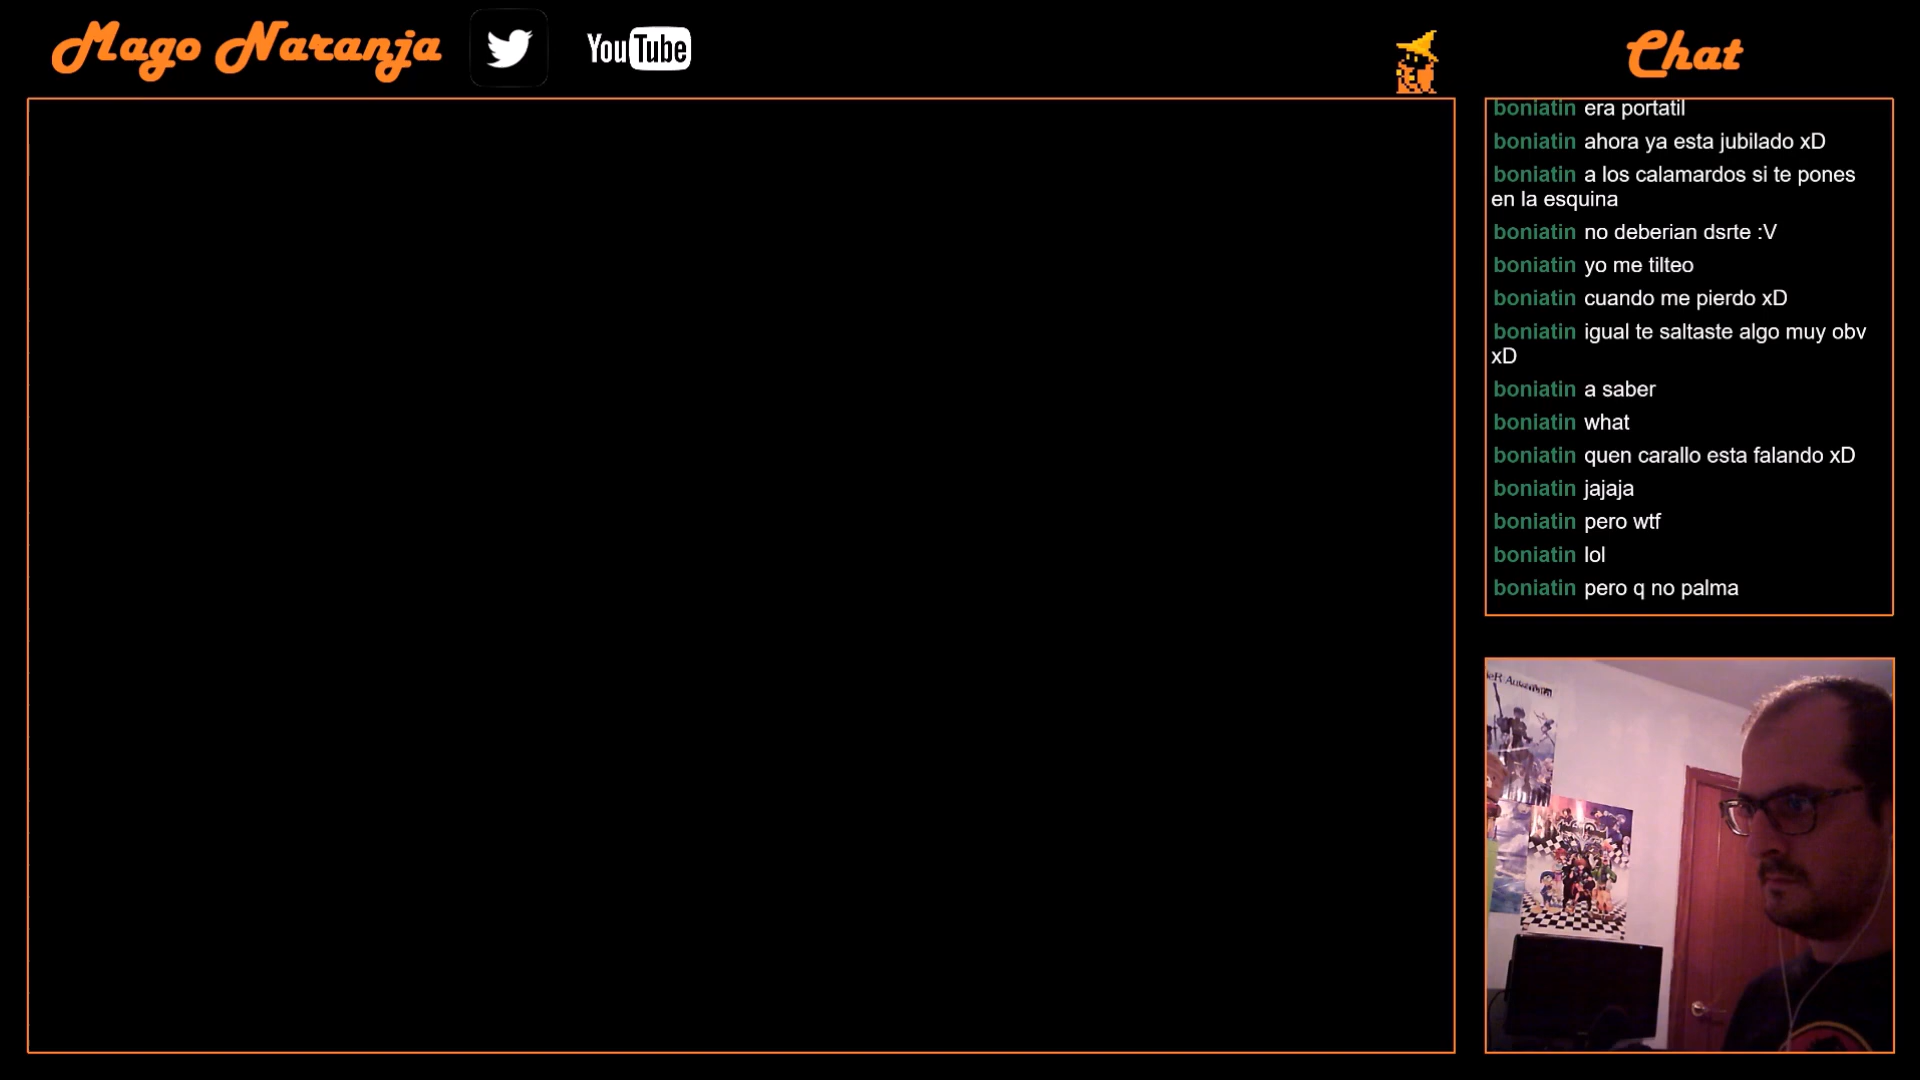 Mago Naranja
YouTube
Chat
boniatin era portatil
boniatin ahora ya esta jubilado xD
boniatin a los calamardos si te pones
en la esquina
boniatin no deberian dsrte :V
boniatin yo me tilteo
boniatin cuando me pierdo xD
boniatin igual te saltaste algo muy obv
xD
boniatin a saber
boniatin what
boniatin quen carallo esta falando xD
boniatin jajaja
boniatin pero wtf
boniatin lol
boniatin pero q no palma